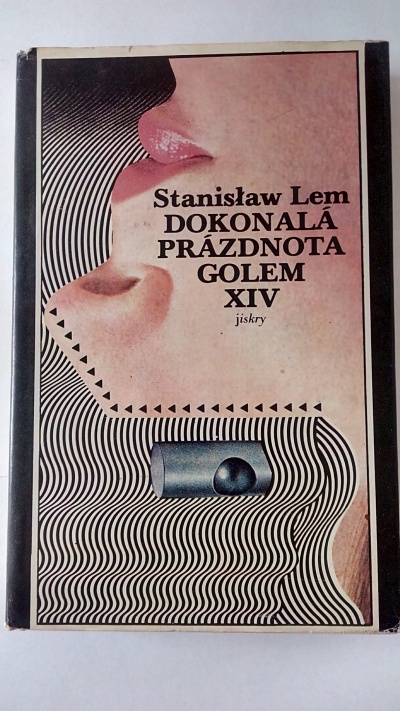 Stanisław Lem
DOKONALÁ
PRÁZDNOTA
GOLEM
XIV
jiskry